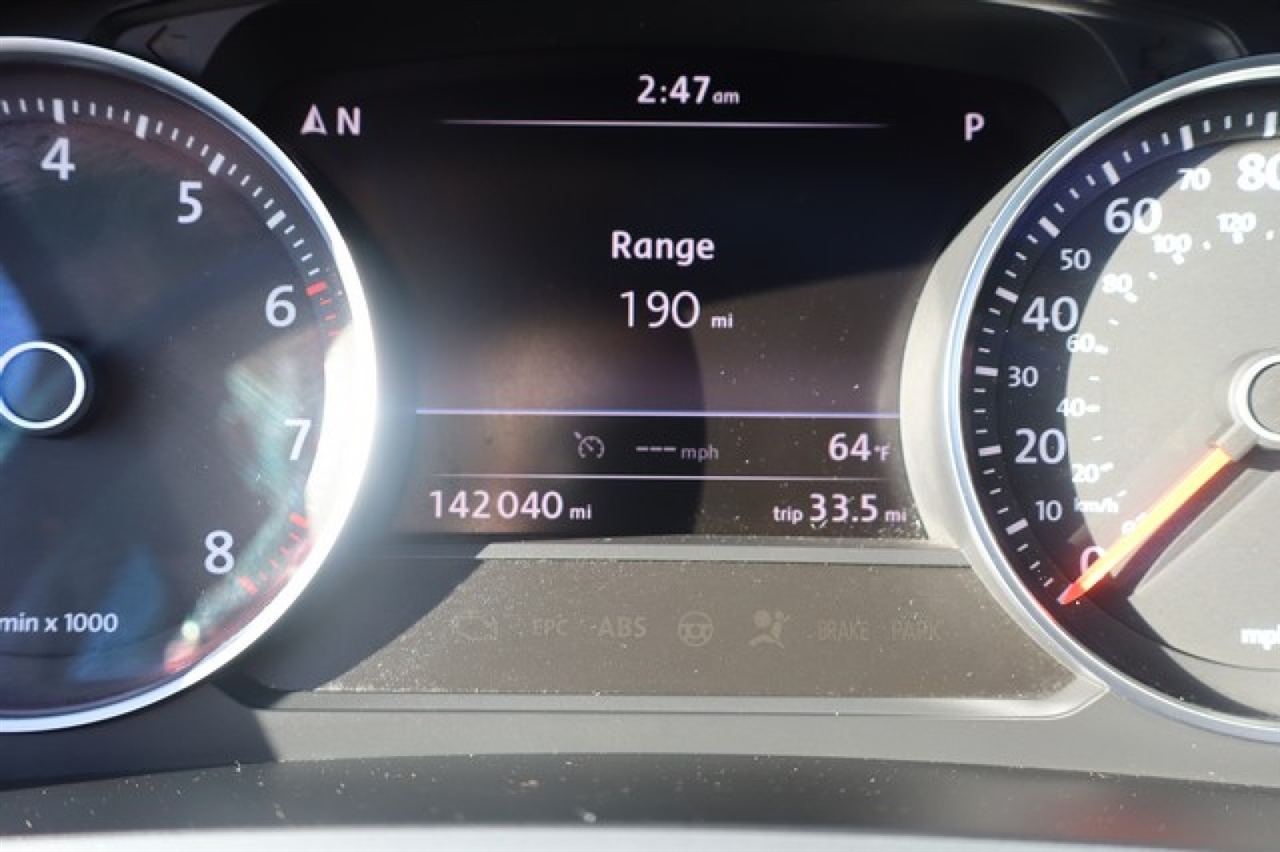 2:47 am
N
P
Range
190 mi
--- mph
64°F
142040 mi
trip 33.5 mi
EPC ABS BRAKE PARK
4
5
6
7
8
min x 1000
80
70
60
50
40
30
20
10
0
120
100
80
60
40
20
km/h
mph